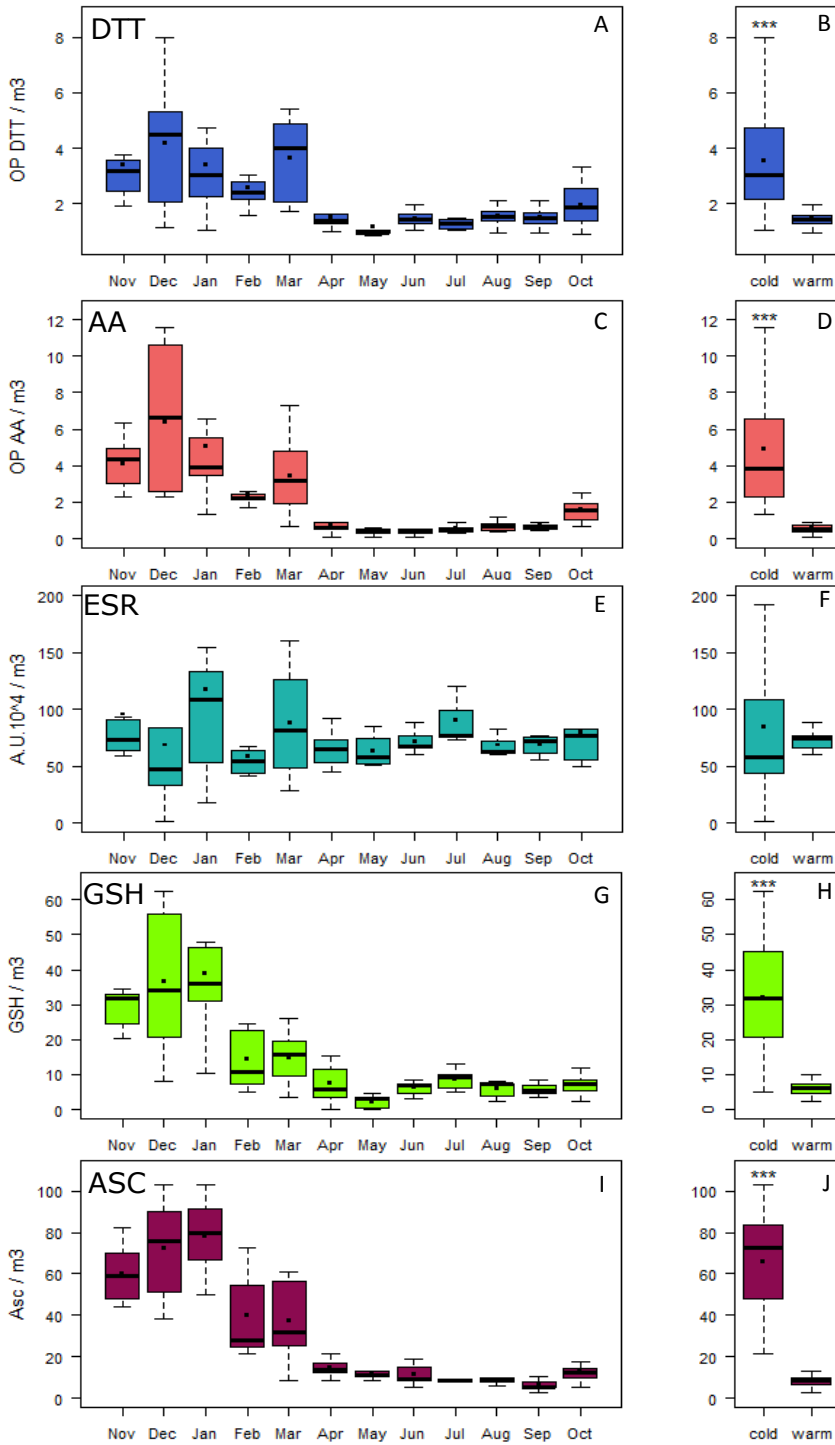 DTT A B
OP DTT / m3
8 8
6 6
4 4
2 2
***
Nov Dec Jan Feb Mar Apr May Jun Jul Aug Sep Oct cold warm
AA C D
OP AA / m3
12 12
10 10
8 8
6 6
4 4
2 2
0 0
***
Nov Dec Jan Feb Mar Apr May Jun Jul Aug Sep Oct cold warm
ESR E F
A.U.10^4 / m3
200 200
150 150
100 100
50 50
0 0
Nov Dec Jan Feb Mar Apr May Jun Jul Aug Sep Oct cold warm
GSH G H
GSH / m3
60 60
50 50
40 40
30 30
20 20
10 10
0 0
***
Nov Dec Jan Feb Mar Apr May Jun Jul Aug Sep Oct cold warm
ASC I J
Asc / m3
100 100
80 80
60 60
40 40
20 20
0 0
***
Nov Dec Jan Feb Mar Apr May Jun Jul Aug Sep Oct cold warm